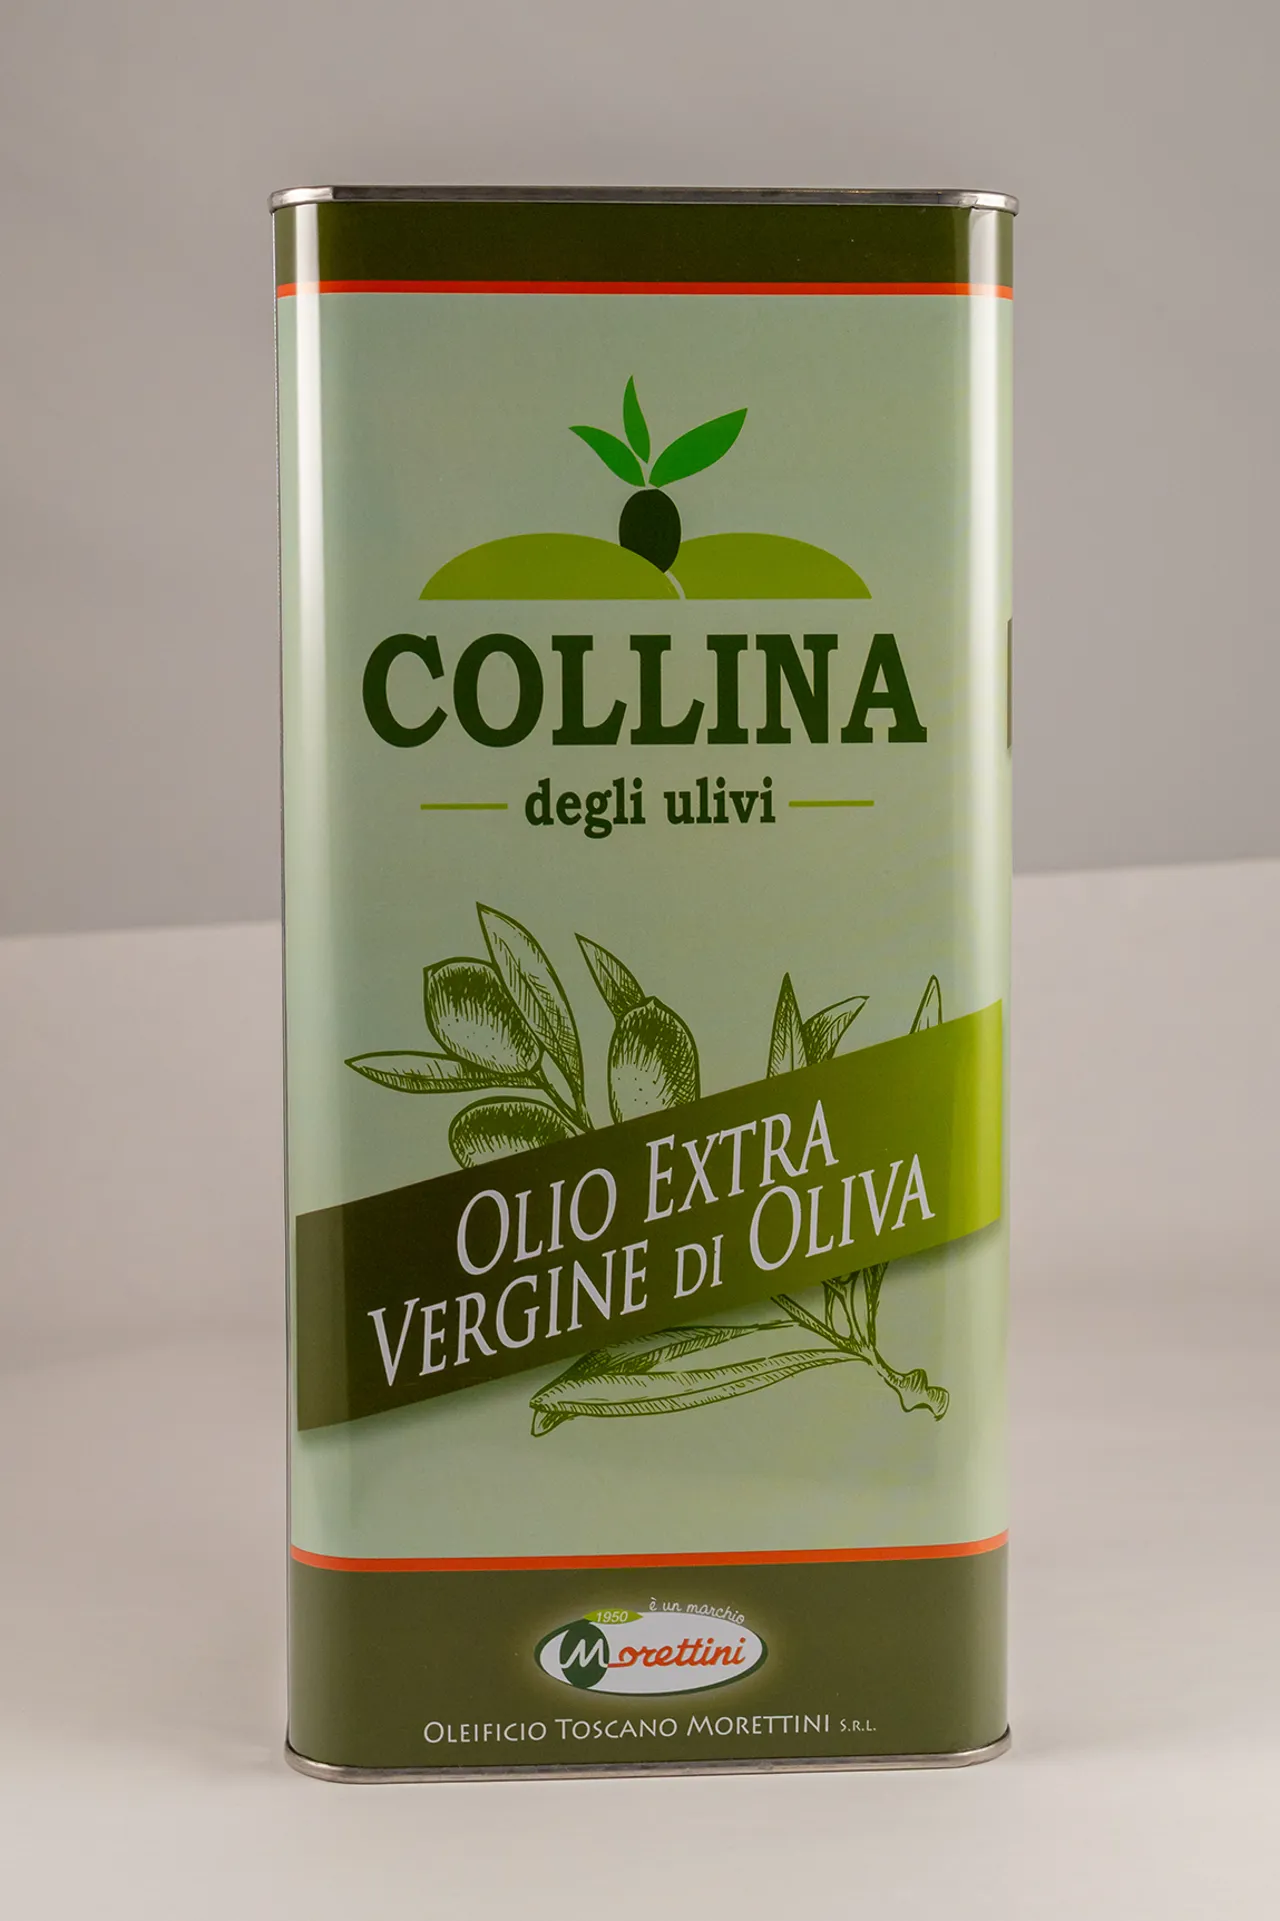 COLLINA
degli ulivi
OLIO EXTRA
VERGINE DI OLIVA
è un marchio
1950
Morettini
OLEIFICIO TOSCANO MORETTINI S.R.L.